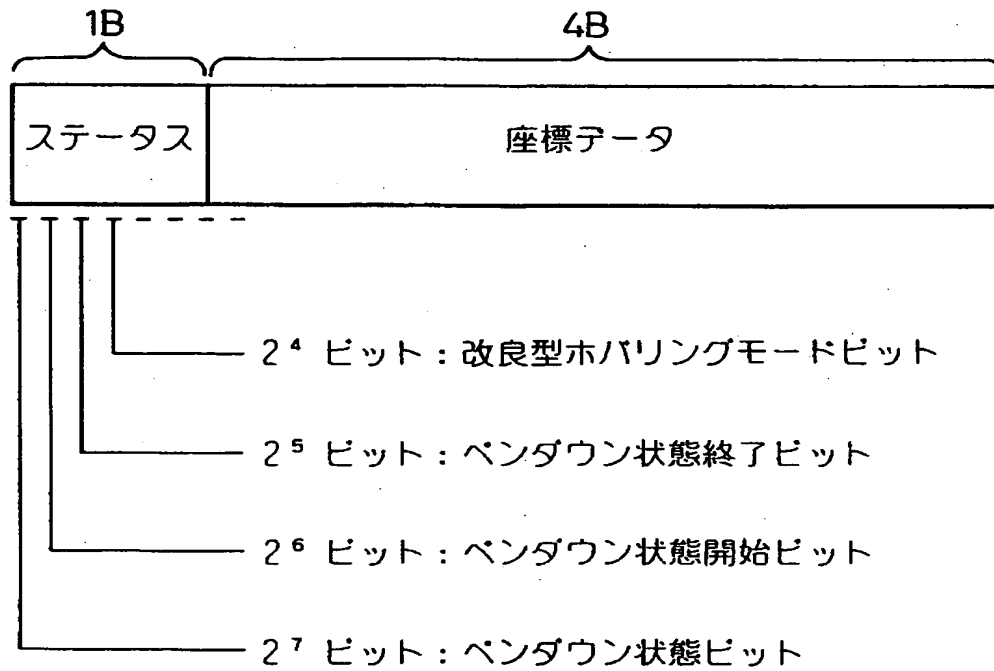 1B 4B
ステータス 座標データ
2⁴ ビット：改良型ホバリングモードビット
2⁵ ビット：ペンダウン状態終了ビット
2⁶ ビット：ペンダウン状態開始ビット
2⁷ ビット：ペンダウン状態ビット